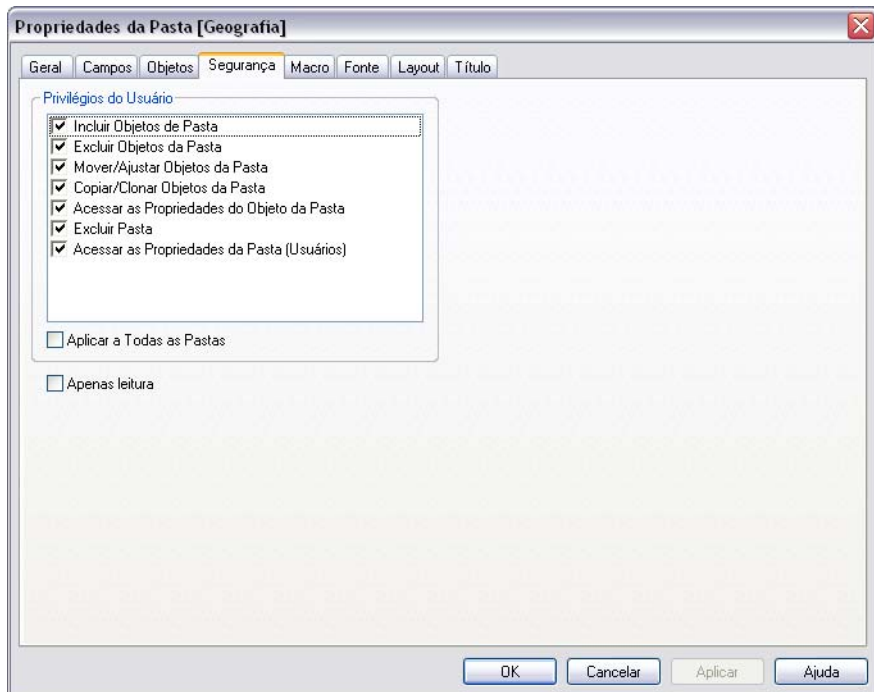 Propriedades da Pasta [Geografia]
Geral Campos Objetos Segurança Macro Fonte Layout Título
Privilégios do Usuário
Incluir Objetos de Pasta
Excluir Objetos da Pasta
Mover/Ajustar Objetos da Pasta
Copiar/Clonar Objetos da Pasta
Acessar as Propriedades do Objeto da Pasta
Excluir Pasta
Acessar as Propriedades da Pasta (Usuários)
Aplicar a Todas as Pastas
Apenas leitura
OK Cancelar Aplicar Ajuda